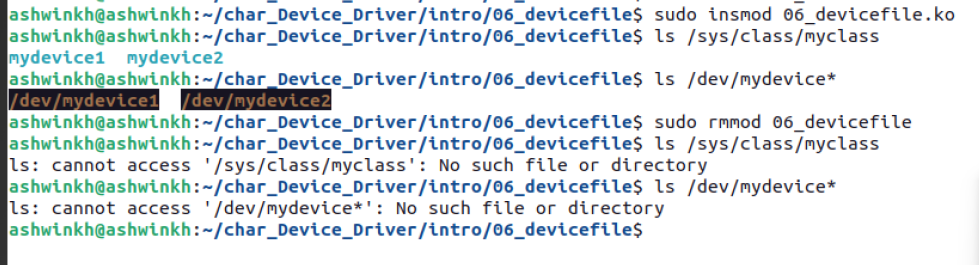 ashwinkh@ashwinkh:~/char_Device_Driver/intro/06_devicefile$ sudo insmod 06_devicefile.ko
ashwinkh@ashwinkh:~/char_Device_Driver/intro/06_devicefile$ ls /sys/class/myclass
mydevice1  mydevice2
ashwinkh@ashwinkh:~/char_Device_Driver/intro/06_devicefile$ ls /dev/mydevice*
/dev/mydevice1  /dev/mydevice2
ashwinkh@ashwinkh:~/char_Device_Driver/intro/06_devicefile$ sudo rmmod 06_devicefile
ashwinkh@ashwinkh:~/char_Device_Driver/intro/06_devicefile$ ls /sys/class/myclass
ls: cannot access '/sys/class/myclass': No such file or directory
ashwinkh@ashwinkh:~/char_Device_Driver/intro/06_devicefile$ ls /dev/mydevice*
ls: cannot access '/dev/mydevice*': No such file or directory
ashwinkh@ashwinkh:~/char_Device_Driver/intro/06_devicefile$